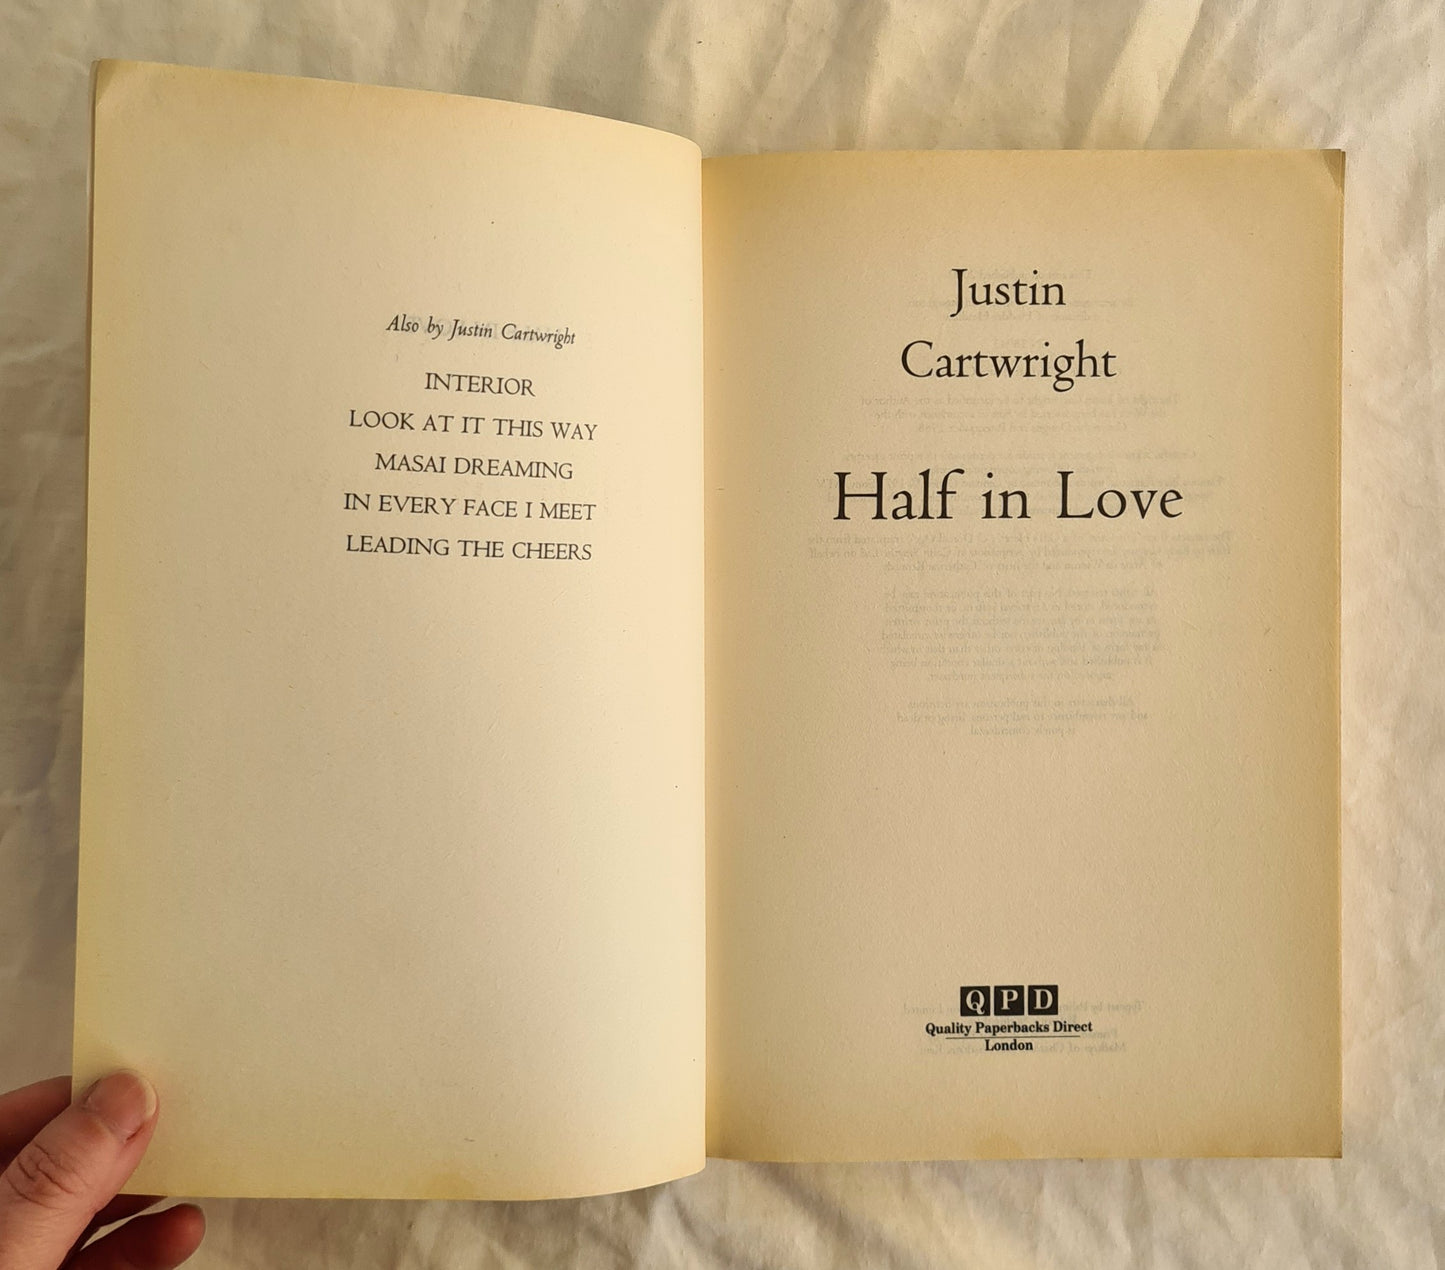 Also by Justin Cartwright
INTERIOR
LOOK AT IT THIS WAY
MASAI DREAMING
IN EVERY FACE I MEET
LEADING THE CHEERS
Justin
Cartwright
Half in Love
QPD
Quality Paperbacks Direct
London